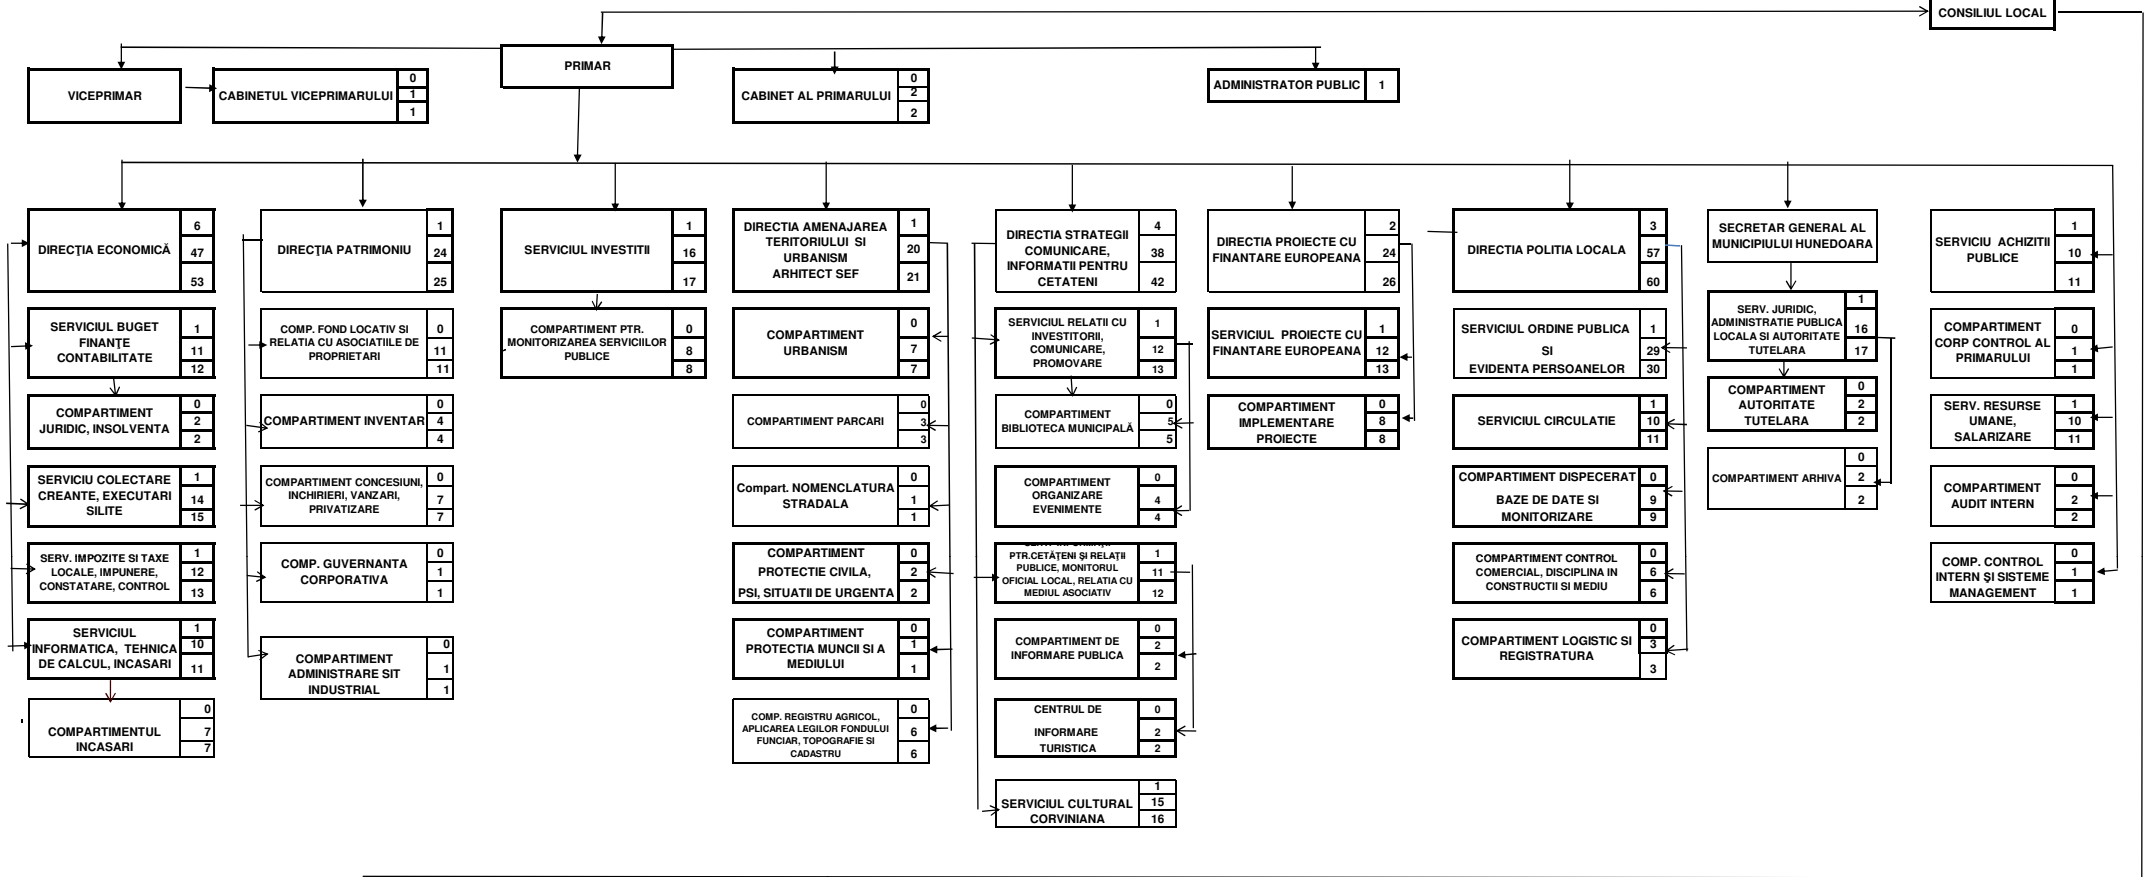 CONSILIUL LOCAL
PRIMAR
VICEPRIMAR
CABINETUL VICEPRIMARULUI
0
1
1
CABINET AL PRIMARULUI
0
2
2
ADMINISTRATOR PUBLIC
1
DIRECŢIA ECONOMICĂ
6
47
53
SERVICIUL BUGET
FINANŢE
CONTABILITATE
1
11
12
COMPARTIMENT
JURIDIC, INSOLVENTA
0
2
2
SERVICIU COLECTARE
CREANTE, EXECUTARI
SILITE
1
14
15
SERV. IMPOZITE SI TAXE
LOCALE, IMPUNERE,
CONSTATARE, CONTROL
1
12
13
SERVICIUL
INFORMATICA, TEHNICA
DE CALCUL, INCASARI
1
10
11
COMPARTIMENTUL
INCASARI
0
7
7
DIRECŢIA PATRIMONIU
1
24
25
COMP. FOND LOCATIV SI
RELATIA CU ASOCIATIILE DE
PROPRIETARI
0
11
11
COMPARTIMENT INVENTAR
0
4
4
COMPARTIMENT CONCESIUNI,
INCHIRIERI, VANZARI,
PRIVATIZARE
0
7
7
COMP. GUVERNANTA
CORPORATIVA
0
1
1
COMPARTIMENT
ADMINISTRARE SIT
INDUSTRIAL
0
1
1
SERVICIUL INVESTITII
1
16
17
COMPARTIMENT PTR.
MONITORIZAREA SERVICIILOR
PUBLICE
0
8
8
DIRECTIA AMENAJAREA
TERITORIULUI SI
URBANISM
ARHITECT SEF
1
20
21
COMPARTIMENT
URBANISM
0
7
7
COMPARTIMENT PARCARI
0
3
3
Compart. NOMENCLATURA
STRADALA
0
1
1
COMPARTIMENT
PROTECTIE CIVILA,
PSI, SITUATII DE URGENTA
0
2
2
COMPARTIMENT
PROTECTIA MUNCII SI A
MEDIULUI
0
1
1
COMP. REGISTRU AGRICOL,
APLICAREA LEGILOR FONDULUI
FUNCIAR, TOPOGRAFIE SI
CADASTRU
0
6
6
DIRECTIA STRATEGII
COMUNICARE,
INFORMATII PENTRU
CETATENI
4
38
42
SERVICIUL RELATII CU
INVESTITORII,
COMUNICARE,
PROMOVARE
1
12
13
COMPARTIMENT
BIBLIOTECA MUNICIPALĂ
0
5
5
COMPARTIMENT
ORGANIZARE
EVENIMENTE
0
4
4
PTR.CETĂŢENI ŞI RELAŢII
PUBLICE, MONITORUL
OFICIAL LOCAL, RELATIA CU
MEDIUL ASOCIATIV
1
11
12
COMPARTIMENT DE
INFORMARE PUBLICA
0
2
2
CENTRUL DE
INFORMARE
TURISTICA
0
2
2
SERVICIUL CULTURAL
CORVINIANA
1
15
16
DIRECTIA PROIECTE CU
FINANTARE EUROPEANA
2
24
26
SERVICIUL PROIECTE CU
FINANTARE EUROPEANA
1
12
13
COMPARTIMENT
IMPLEMENTARE
PROIECTE
0
8
8
DIRECTIA POLITIA LOCALA
3
57
60
SERVICIUL ORDINE PUBLICA
SI
EVIDENTA PERSOANELOR
1
29
30
SERVICIUL CIRCULATIE
1
10
11
COMPARTIMENT DISPECERAT
BAZE DE DATE SI
MONITORIZARE
0
9
9
COMPARTIMENT CONTROL
COMERCIAL, DISCIPLINA IN
CONSTRUCTII SI MEDIU
0
6
6
COMPARTIMENT LOGISTIC SI
REGISTRATURA
0
3
3
SECRETAR GENERAL AL
MUNICIPIULUI HUNEDOARA
SERV. JURIDIC,
ADMINISTRATIE PUBLICA
LOCALA SI AUTORITATE
TUTELARA
1
16
17
COMPARTIMENT
AUTORITATE
TUTELARA
0
2
2
COMPARTIMENT ARHIVA
0
2
2
SERVICIU ACHIZITII
PUBLICE
1
10
11
COMPARTIMENT
CORP CONTROL AL
PRIMARULUI
0
1
1
SERV. RESURSE
UMANE,
SALARIZARE
1
10
11
COMPARTIMENT
AUDIT INTERN
0
2
2
COMP. CONTROL
INTERN ŞI SISTEME
MANAGEMENT
0
1
1